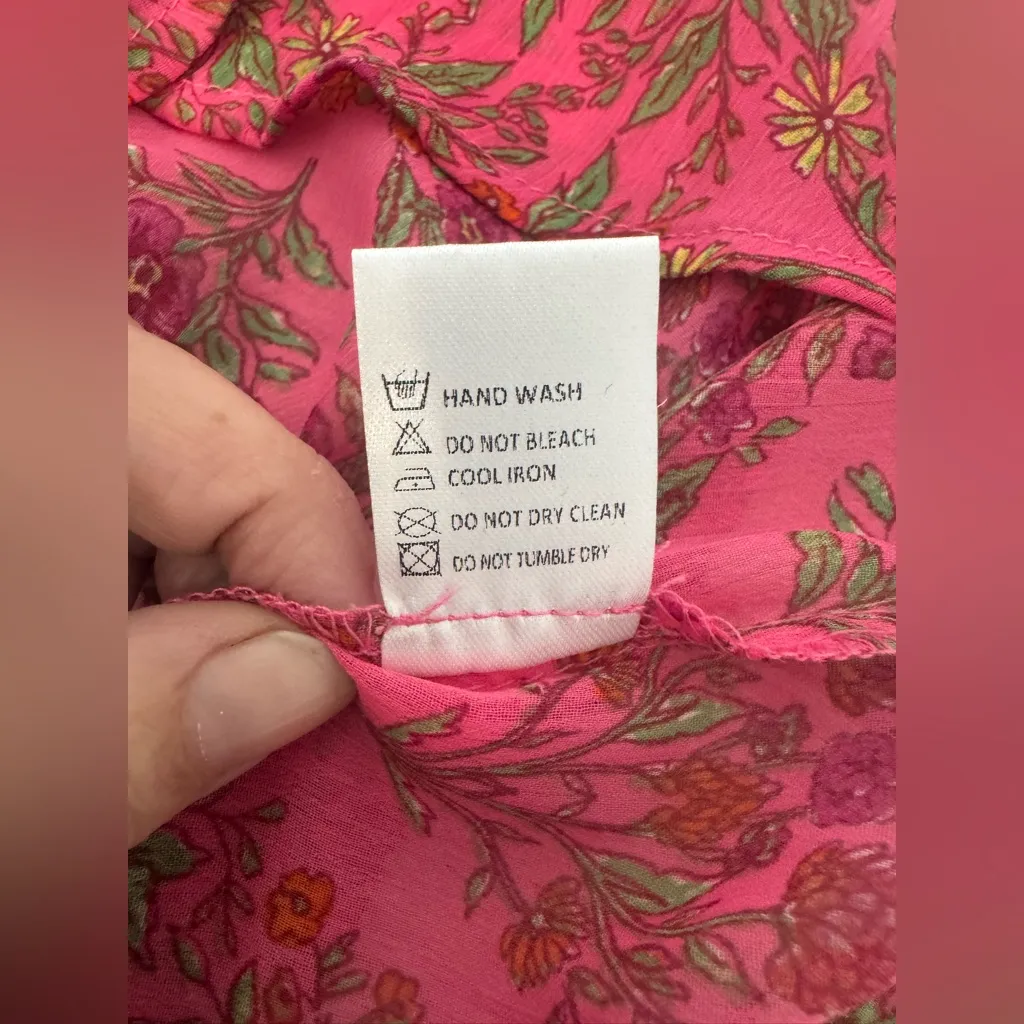 HAND WASH
DO NOT BLEACH
COOL IRON
DO NOT DRY CLEAN
DO NOT TUMBLE DRY